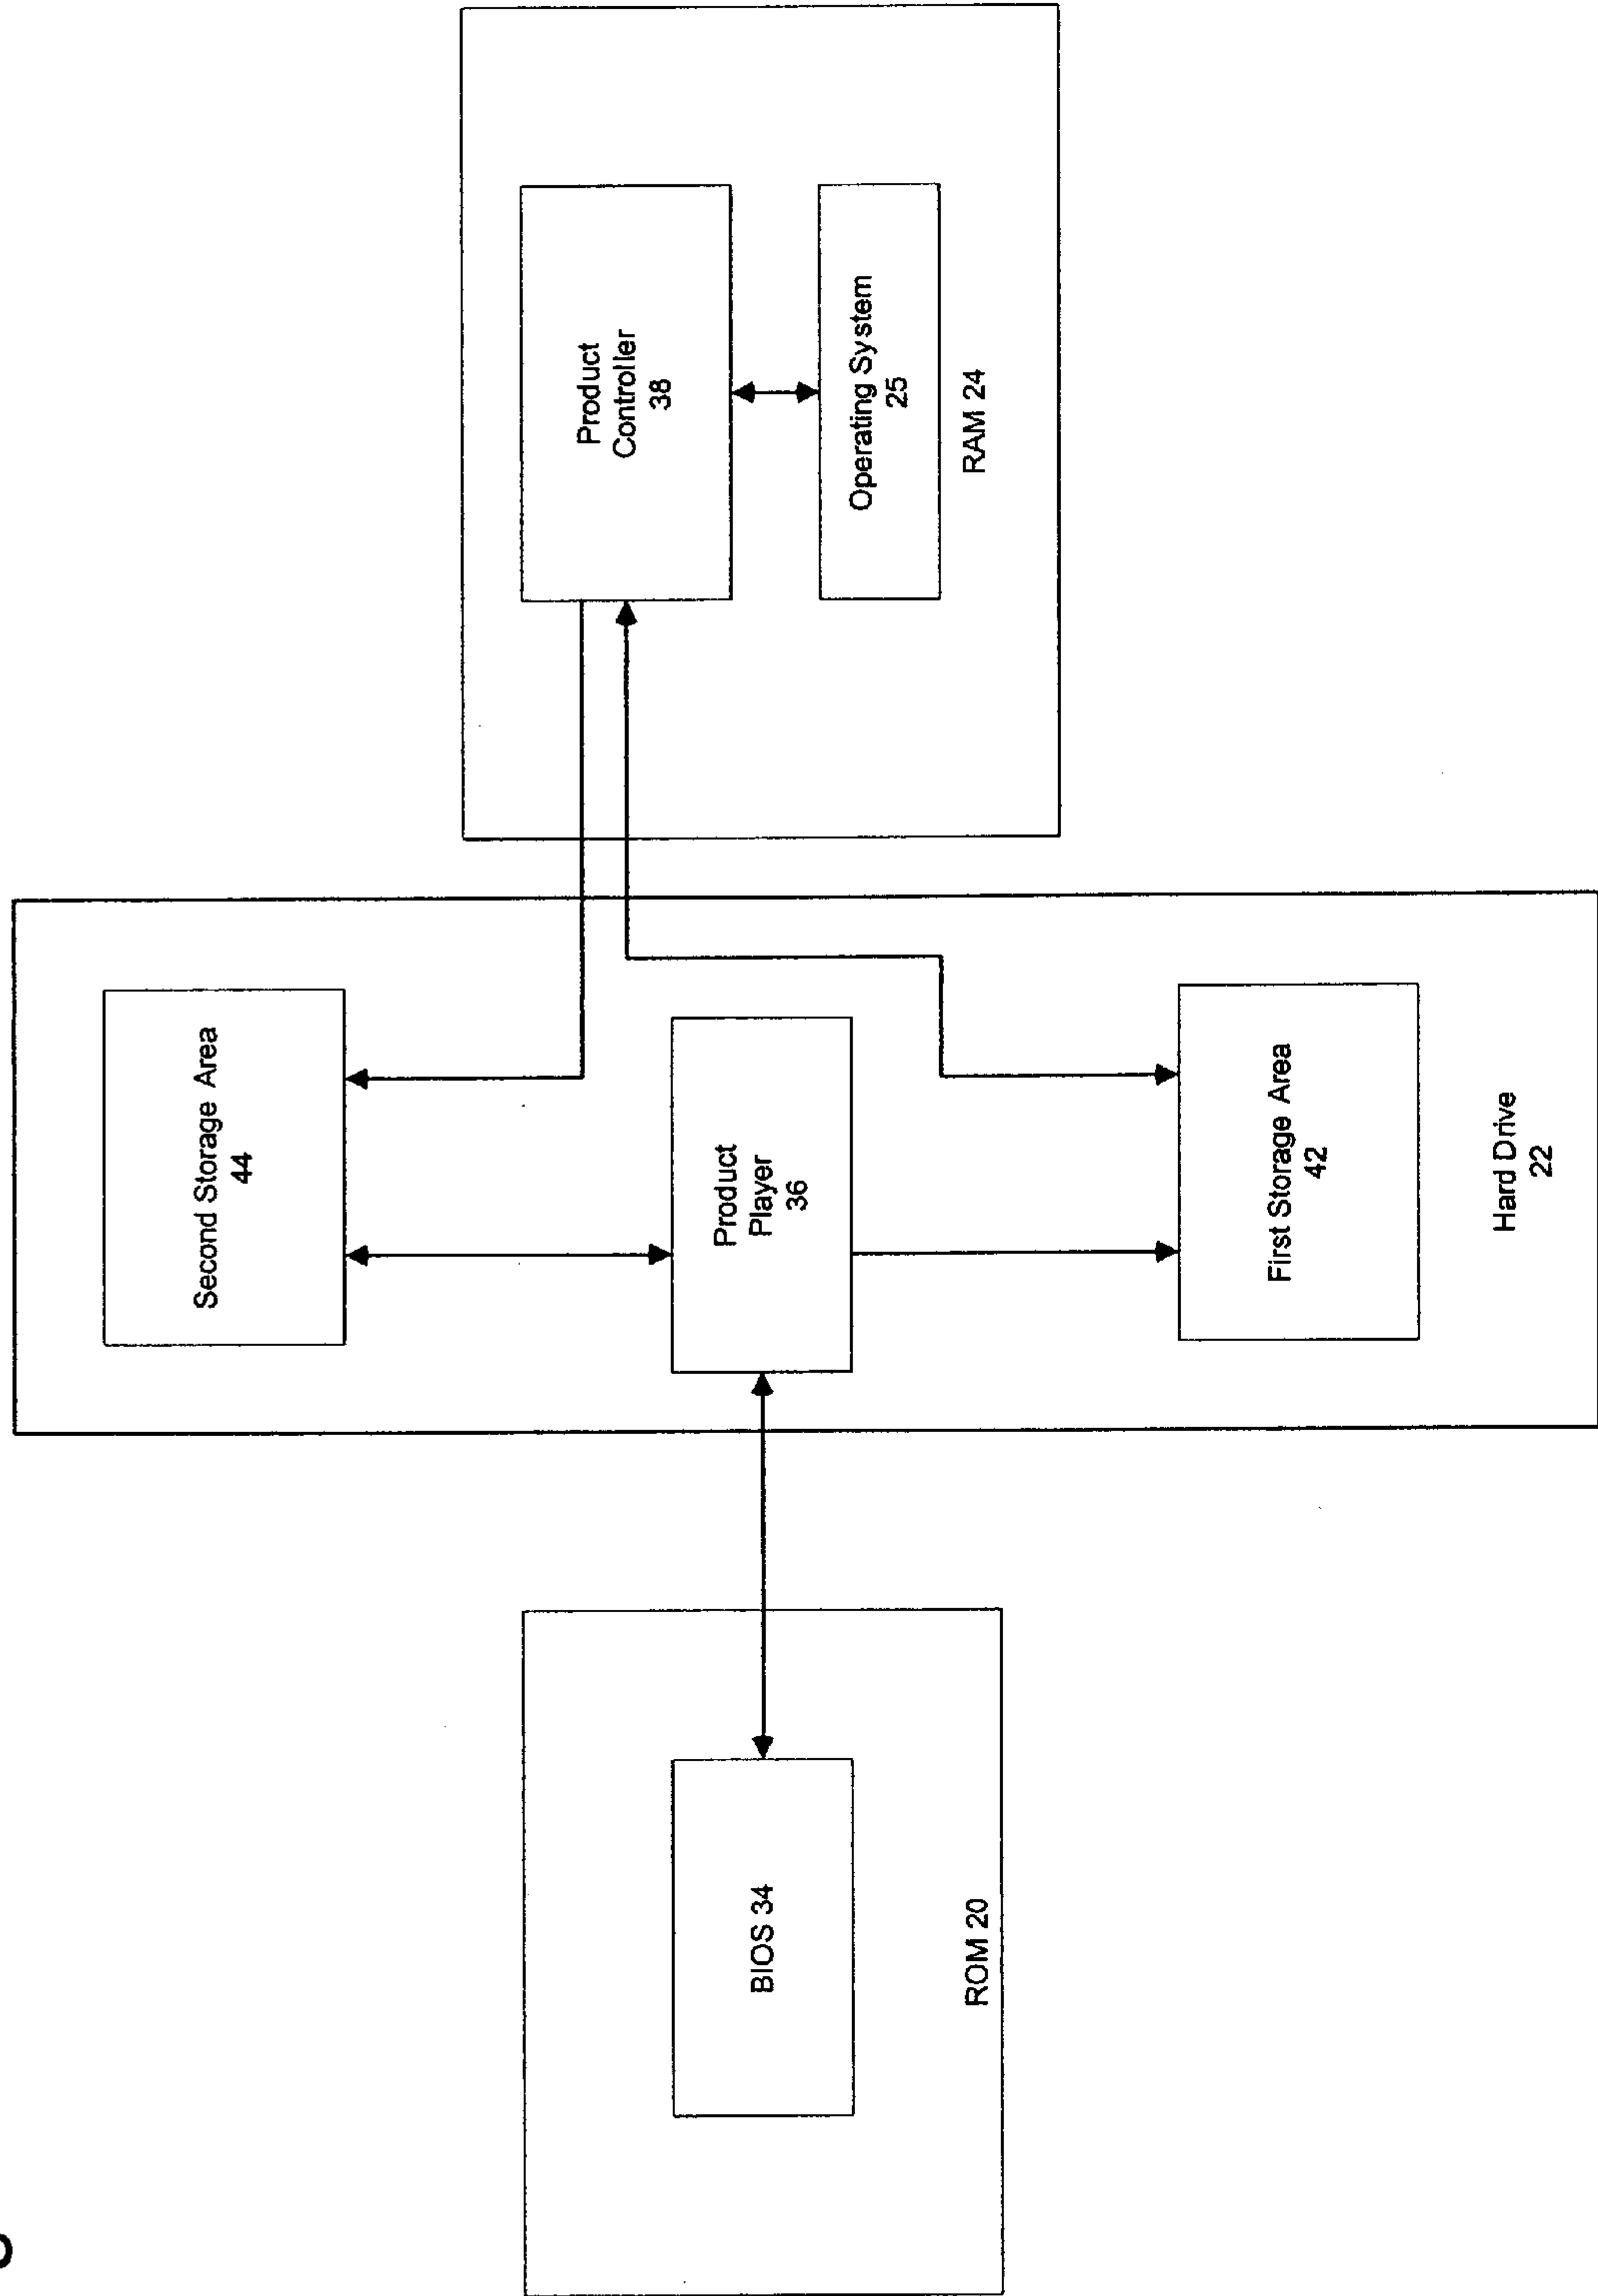 BIOS 34
ROM 20
Second Storage Area
44
Product
Player
36
First Storage Area
42
Hard Drive
22
Product
Controller
38
Operating System
25
RAM 24